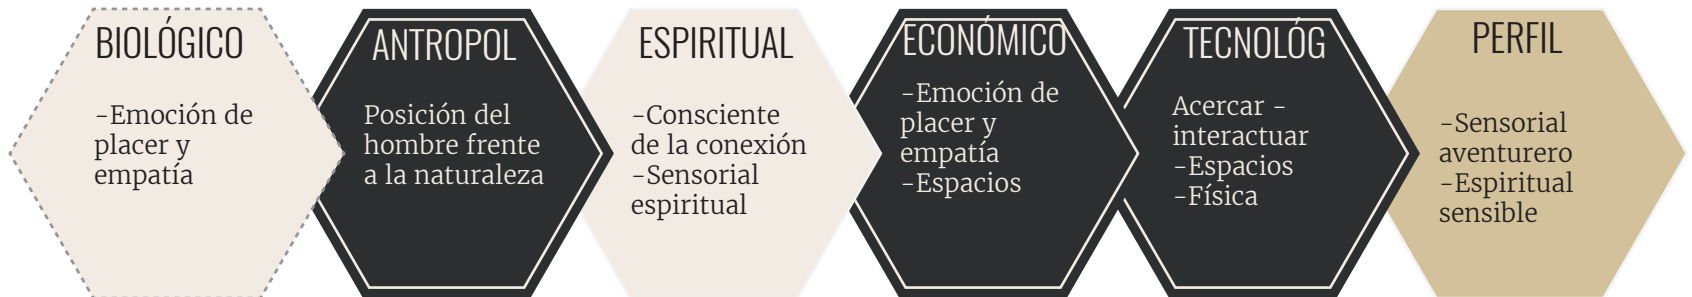 BIOLÓGICO
-Emoción de
placer y
empatía
ANTROPOL
Posición del
hombre frente
a la naturaleza
ESPIRITUAL
-Consciente
de la conexión
-Sensorial
espiritual
ECONÓMICO
-Emoción de
placer y
empatía
-Espacios
TECNOLÓG
Acercar -
interactuar
-Espacios
-Física
PERFIL
-Sensorial
aventurero
-Espiritual
sensible